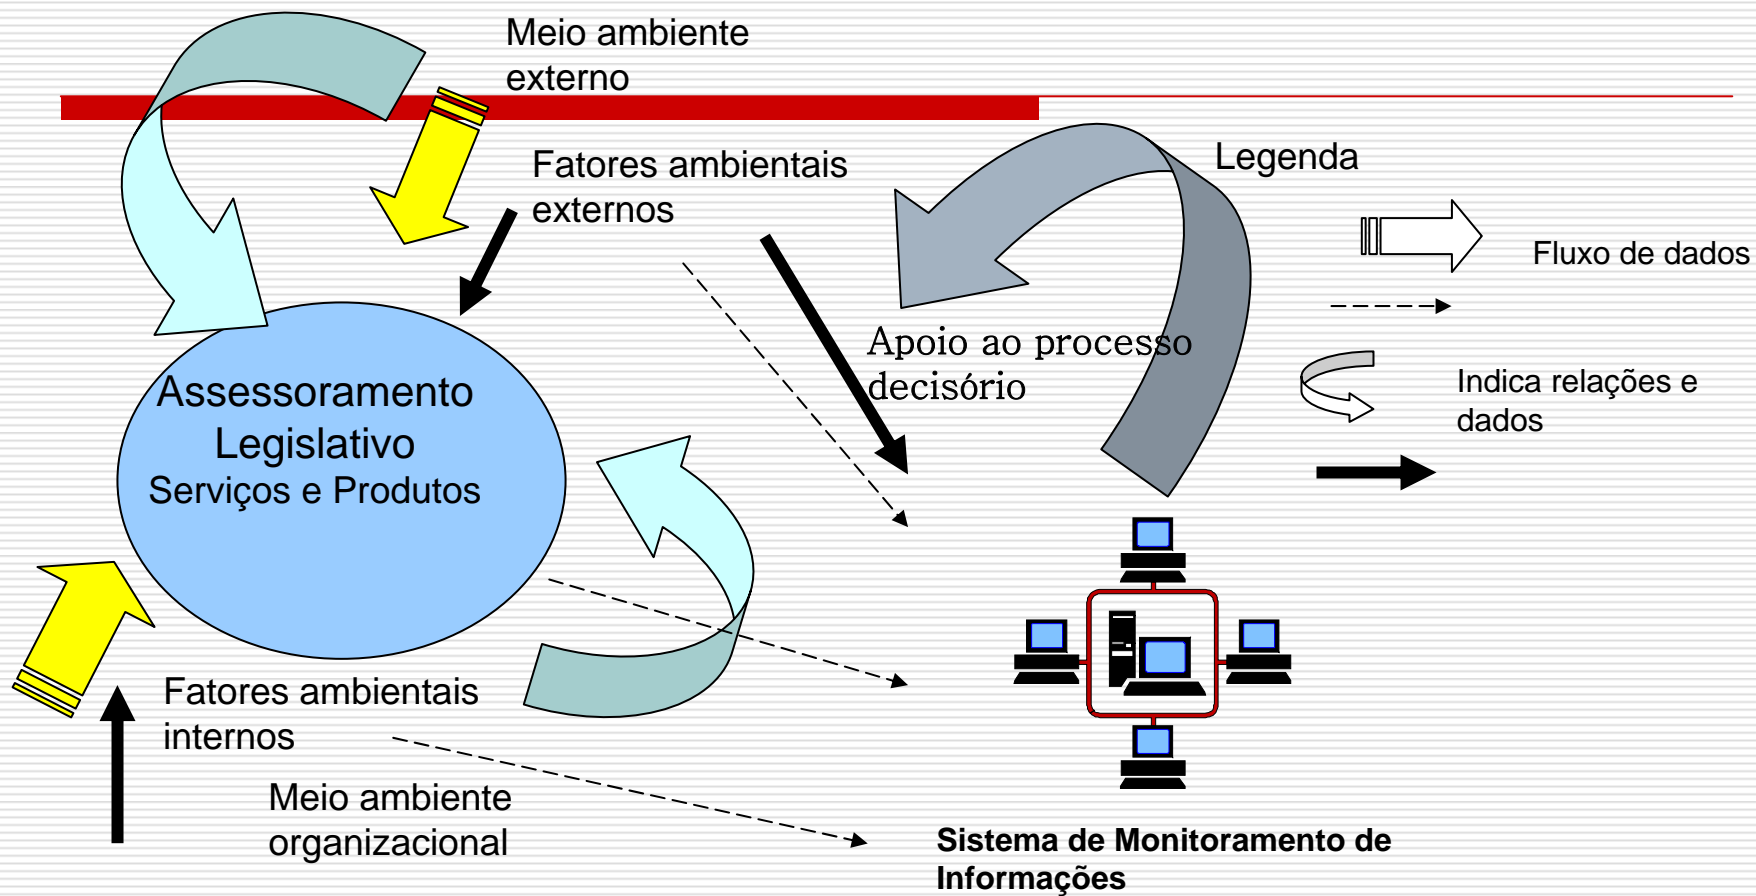 Meio ambiente
externo
Fatores ambientais
externos
Legenda
Fluxo de dados
Apoio ao processo
decisório
Indica relações e
dados
Assessoramento
Legislativo
Serviços e Produtos
Fatores ambientais
internos
Meio ambiente
organizacional
Sistema de Monitoramento de
Informações